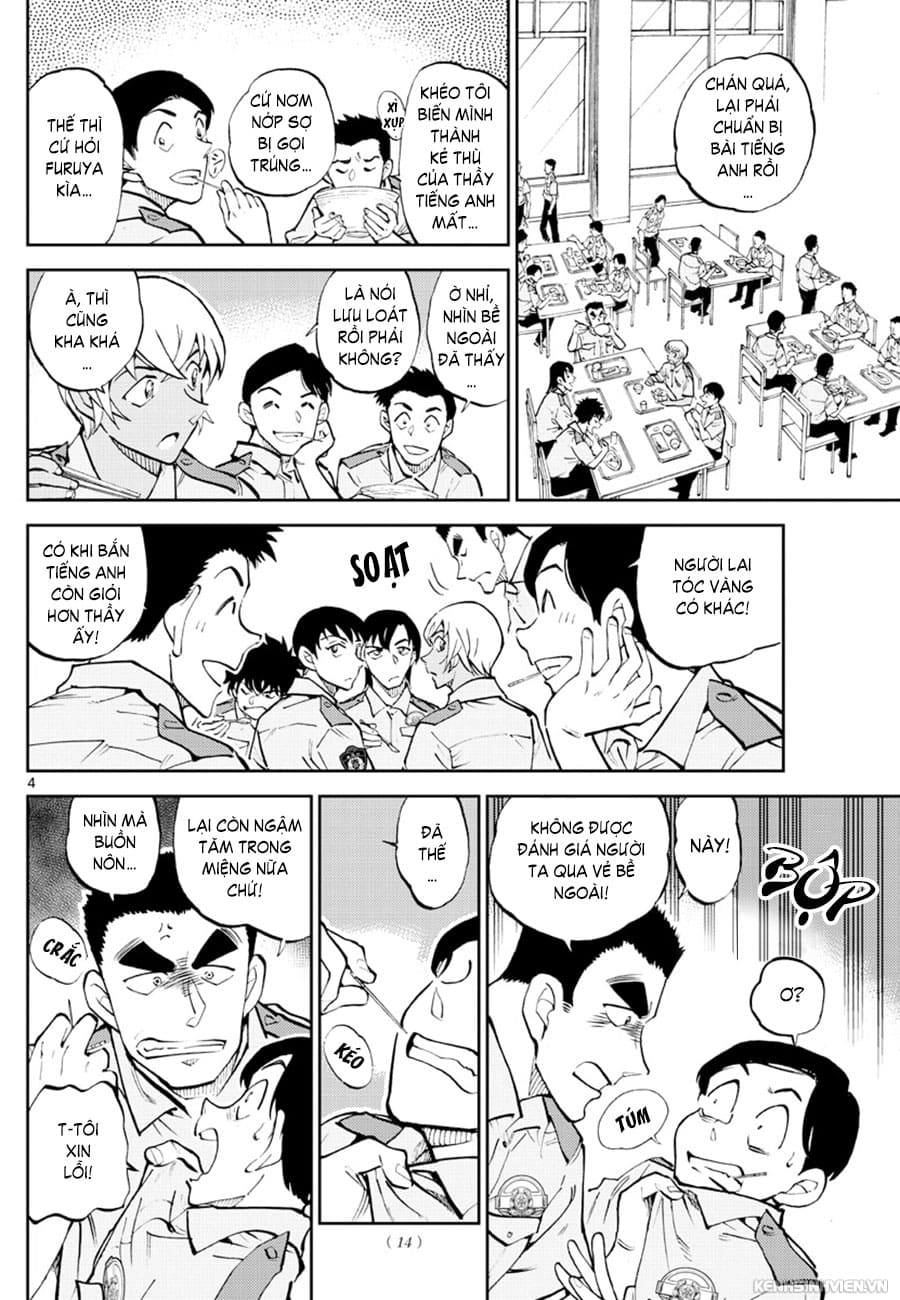 CHÁN QUÁ,
LẠI PHẢI
CHUẨN BỊ
BÀI TIẾNG
ANH RỒI
...
KHÉO TÔI
BIẾN MÌNH
THÀNH
KẺ THÙ
CỦA THẦY
TIẾNG ANH
MẤT...
XÌ
XỤP
CỨ NƠM
NỚP SỢ
BỊ GỌI
TRÚNG...
THẾ THÌ
CỨ HỎI
FURUYA
KÌA...
Ờ NHỈ,
NHÌN BỀ
NGOÀI
ĐÃ THẤY
...
LÀ NÓI
LƯU LOÁT
RỒI PHẢI
KHÔNG?
À, THÌ
CŨNG
KHA KHÁ
...
NGƯỜI LAI
TÓC VÀNG
CÓ KHÁC!
SOẠT
CÓ KHI BẮN
TIẾNG ANH
CÒN GIỎI
HƠN THẦY
ẤY!
4
NÀY!
BỘP
KHÔNG ĐƯỢC
ĐÁNH GIÁ NGƯỜI
TA QUA VẺ BỀ
NGOÀI!
Ơ?
TÚM
ĐÃ
THẾ
...
KÉO
LẠI CÒN NGẬM
TĂM TRONG
MIỆNG NỮA
CHỨ!
NHÌN MÀ
BUỒN
NÔN...
CRẮC
T-TÔI
XIN
LỖI!
(14)
KENHSINHVIEN.VN